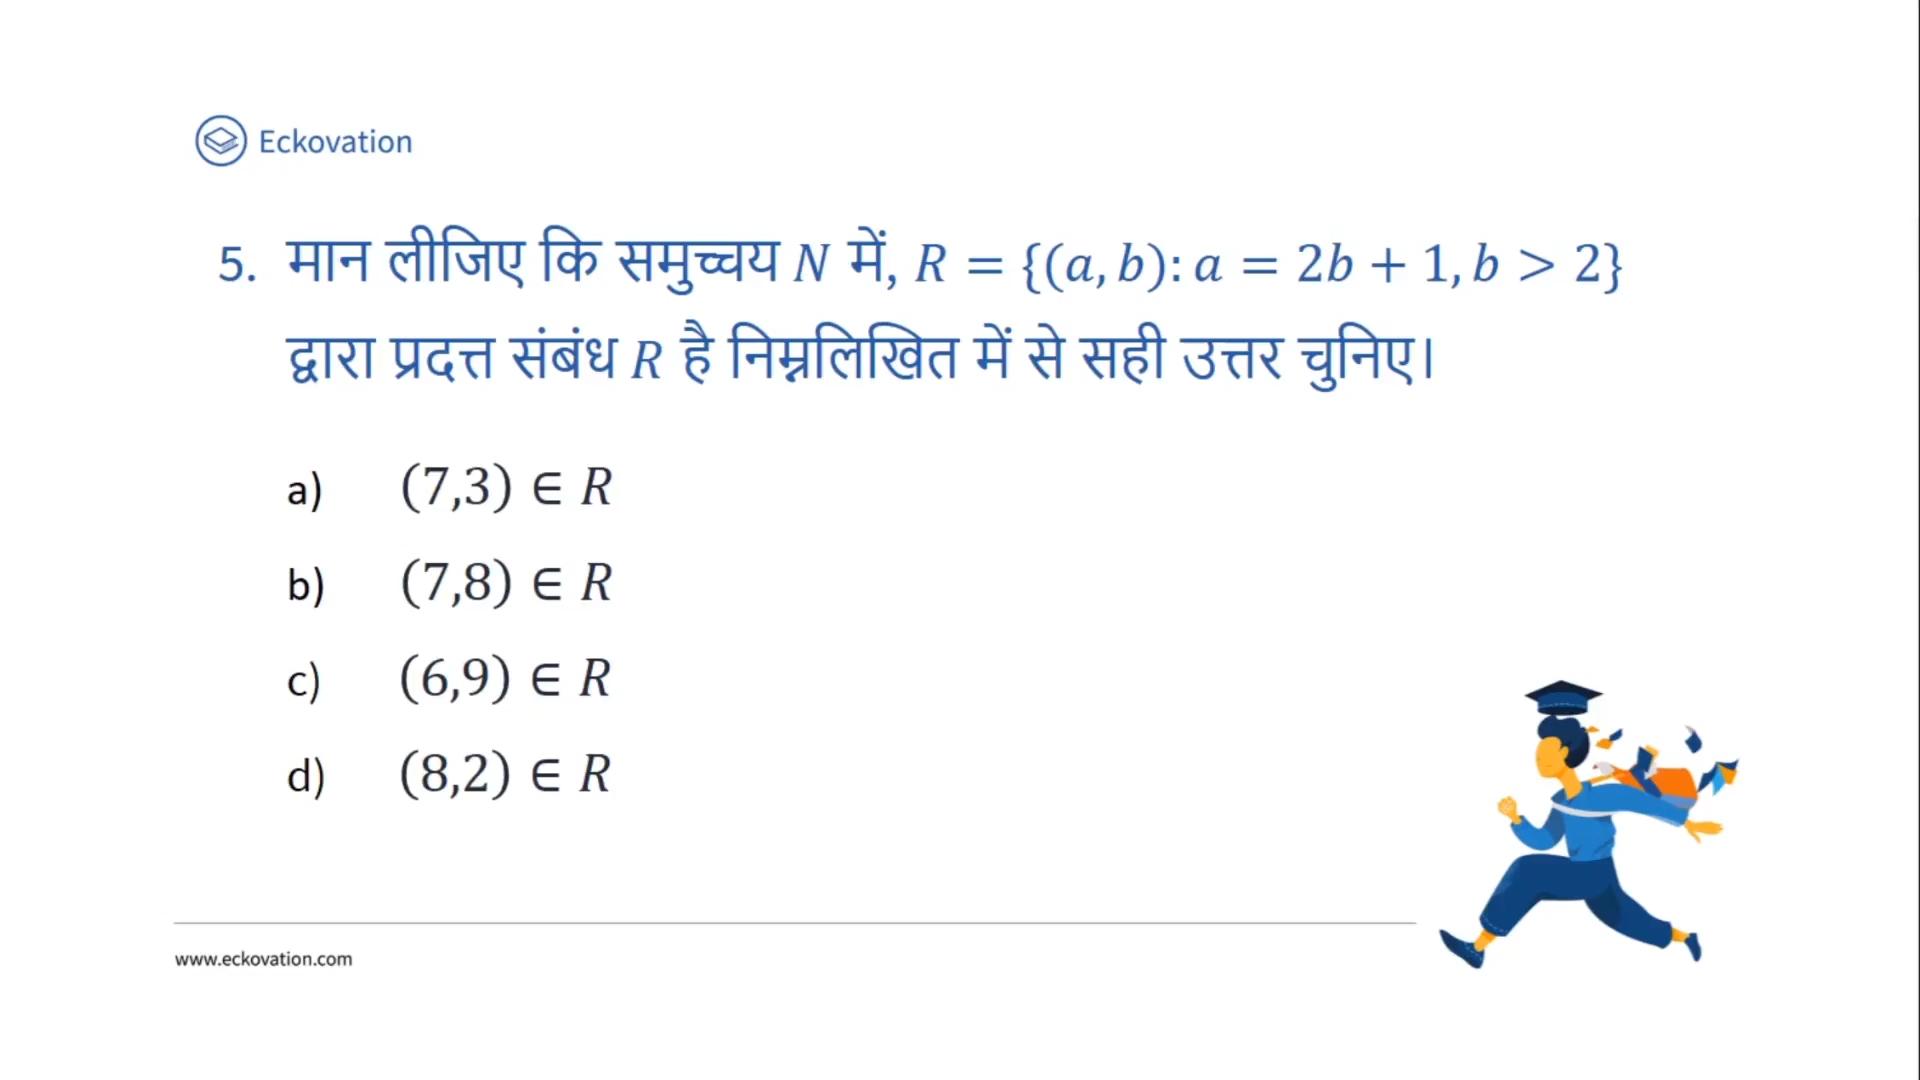 Eckovation
5. मान लीजिए कि समुच्चय N में, R = {(a, b): a = 2b + 1, b > 2}
द्वारा प्रदत्त संबंध R है निम्नलिखित में से सही उत्तर चुनिए।
a) (7,3) ∈ R
b) (7,8) ∈ R
c) (6,9) ∈ R
d) (8,2) ∈ R
www.eckovation.com